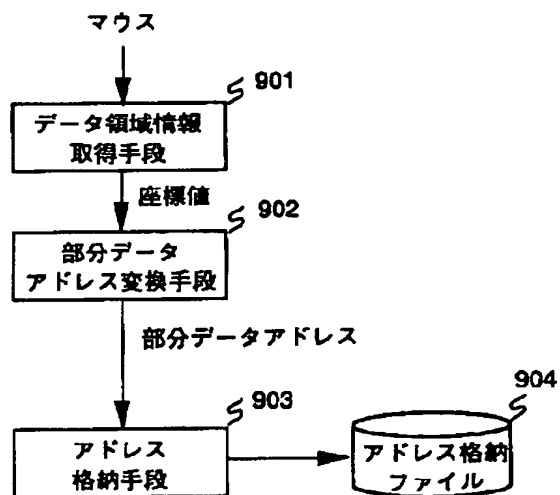 マウス
901
データ領域情報
取得手段
座標値
902
部分データ
アドレス変換手段
部分データアドレス
903
904
アドレス
格納手段
アドレス格納
ファイル